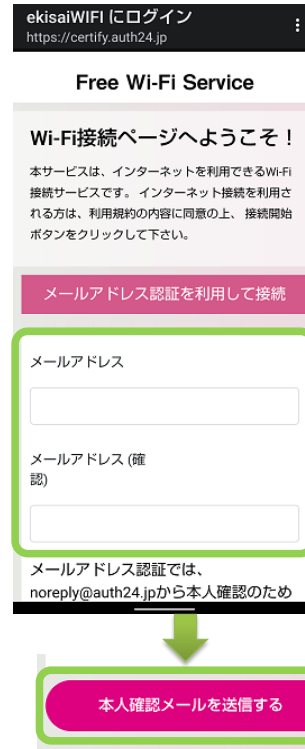 ekisaiWIFI にログイン
https://certify.auth24.jp
Free Wi-Fi Service
Wi-Fi接続ページへようこそ！
本サービスは、インターネットを利用できるWi-Fi
接続サービスです。 インターネット接続を利用さ
れる方は、利用規約の内容に同意の上、 接続開始
ボタンをクリックして下さい。
メールアドレス認証を利用して接続
メールアドレス
メールアドレス (確
認)
メールアドレス認証では、
noreply@auth24.jpから本人確認のため
本人確認メールを送信する